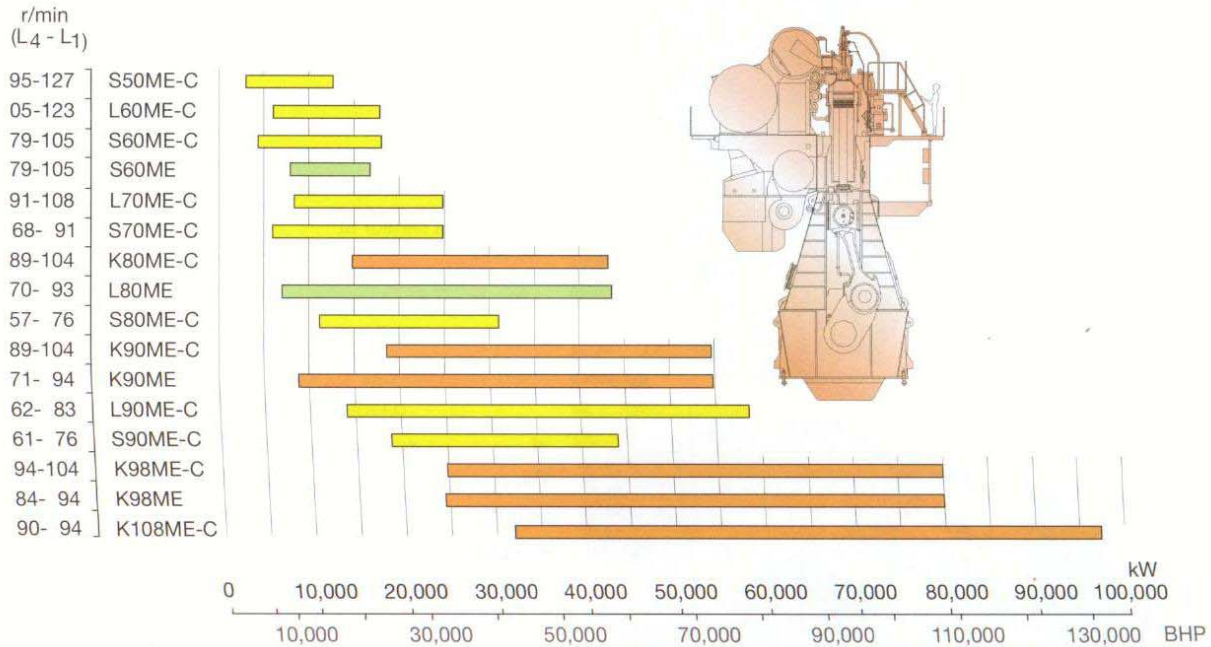 r/min
(L4 - L1)
95-127 S50ME-C
05-123 L60ME-C
79-105 S60ME-C
79-105 S60ME
91-108 L70ME-C
68- 91 S70ME-C
89-104 K80ME-C
70- 93 L80ME
57- 76 S80ME-C
89-104 K90ME-C
71- 94 K90ME
62- 83 L90ME-C
61- 76 S90ME-C
94-104 K98ME-C
84- 94 K98ME
90- 94 K108ME-C
kW
0 10,000 20,000 30,000 40,000 50,000 60,000 70,000 80,000 90,000 100,000
10,000 30,000 50,000 70,000 90,000 110,000 130,000 BHP